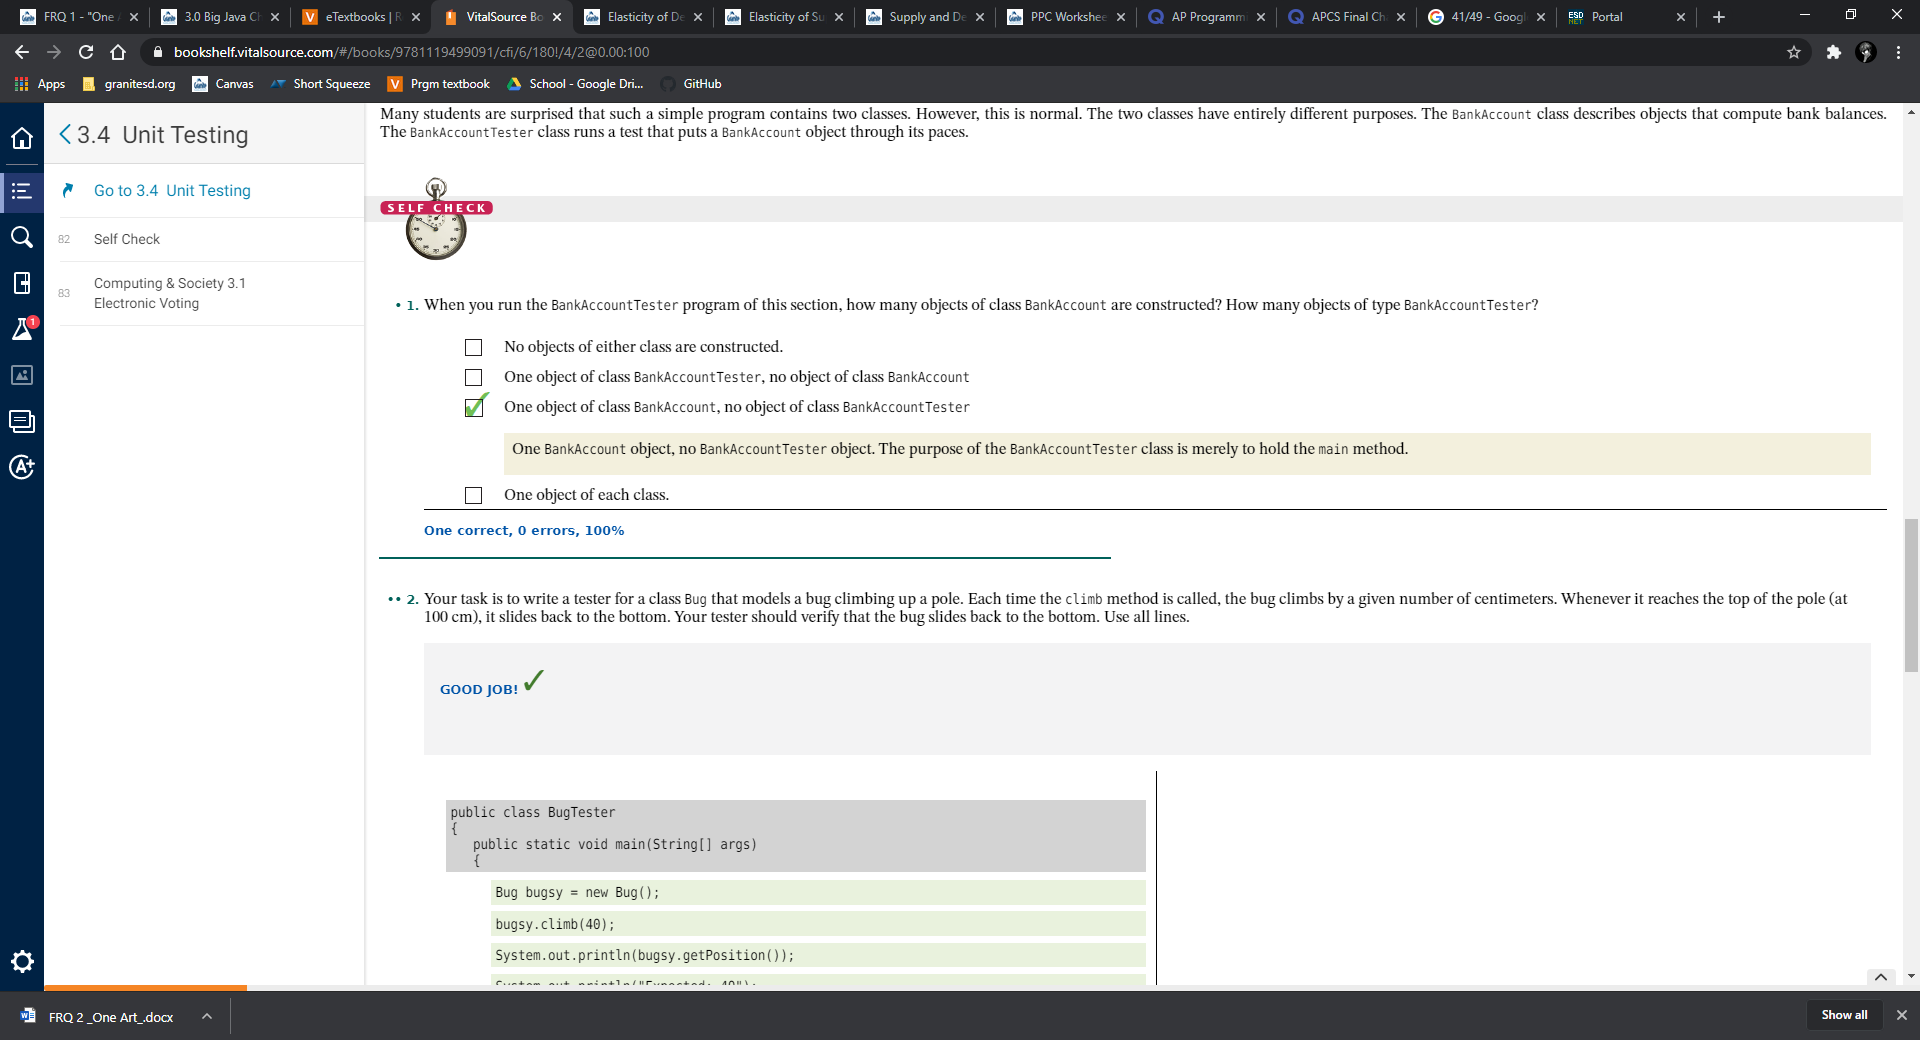 FRQ 1 - "One
3.0 Big Java Ch
eTextbooks | R
VitalSource Bo
Elasticity of De
Elasticity of Su
Supply and De
PPC Workshee
AP Programm
APCS Final Ch
41/49 - Googl
ESD
NET
Portal
bookshelf.vitalsource.com/#/books/9781119499091/cfi/6/180!/4/2@0.00:100
Apps
granitesd.org
Canvas
Short Squeeze
Prgm textbook
School - Google Dri...
GitHub
3.4 Unit Testing
Go to 3.4 Unit Testing
82 Self Check
83 Computing & Society 3.1
Electronic Voting
1
A+
Many students are surprised that such a simple program contains two classes. However, this is normal. The two classes have entirely different purposes. The BankAccount class describes objects that compute bank balances.
The BankAccountTester class runs a test that puts a BankAccount object through its paces.
SELF CHECK
• 1. When you run the BankAccountTester program of this section, how many objects of class BankAccount are constructed? How many objects of type BankAccountTester?
No objects of either class are constructed.
One object of class BankAccountTester, no object of class BankAccount
One object of class BankAccount, no object of class BankAccountTester
One BankAccount object, no BankAccountTester object. The purpose of the BankAccountTester class is merely to hold the main method.
One object of each class.
One correct, 0 errors, 100%
•• 2. Your task is to write a tester for a class Bug that models a bug climbing up a pole. Each time the climb method is called, the bug climbs by a given number of centimeters. Whenever it reaches the top of the pole (at
100 cm), it slides back to the bottom. Your tester should verify that the bug slides back to the bottom. Use all lines.
GOOD JOB!
public class BugTester
{
public static void main(String[] args)
{
Bug bugsy = new Bug();
bugsy.climb(40);
System.out.println(bugsy.getPosition());
System.out.println("Expected: 40");
FRQ 2 _One Art_.docx
Show all